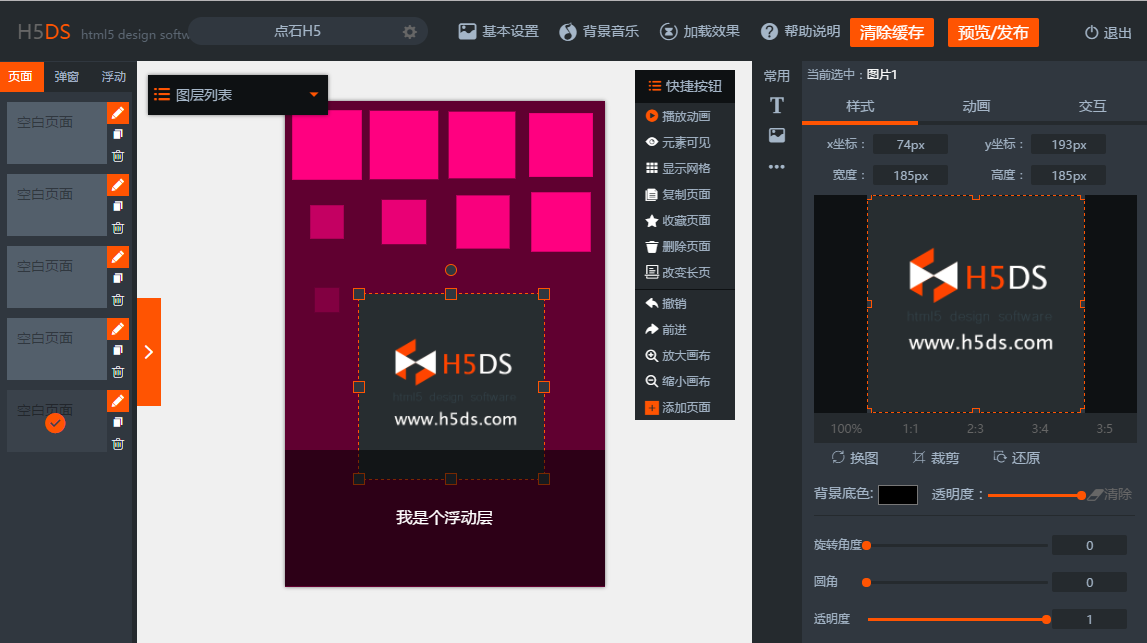 H5DS html5 design softw 点石H5 基本设置 背景音乐 加载效果 帮助说明 清除缓存 预览/发布 退出
页面 弹窗 浮动
空白页面
空白页面
空白页面
空白页面
空白页面
图层列表
H5DS
html5 design software
www.h5ds.com
我是个浮动层
快捷按钮
播放动画
元素可见
显示网格
复制页面
收藏页面
删除页面
改变长页
撤销
前进
放大画布
缩小画布
添加页面
常用
T
当前选中：图片1
样式 动画 交互
x坐标： 74px y坐标： 193px
宽度： 185px 高度： 185px
H5DS
html5 design software
www.h5ds.com
100% 1:1 2:3 3:4 3:5
换图 裁剪 还原
背景底色: 透明度： 清除
旋转角度 0
圆角 0
透明度 1